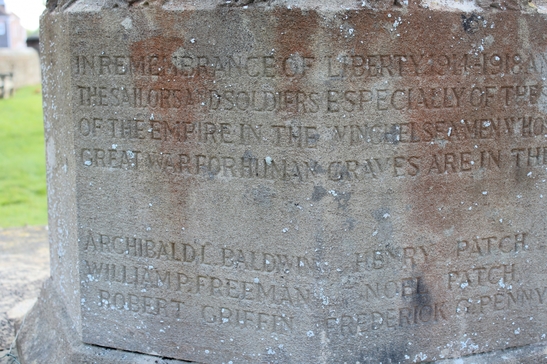 IN REMEMBRANCE OF LIBERTY 1914-1918 AN
THE SAILORS AND SOLDIERS ESPECIALLY OF THE
OF THE EMPIRE IN THE WINCHELSEA MEN WHO
GREAT WAR FOR HUMAN GRAVES ARE IN THE
ARCHIBALD L. BALDWIN HENRY PATCH
WILLIAM P. FREEMAN NOEL PATCH
ROBERT GRIFFIN FREDERICK G. PENNY